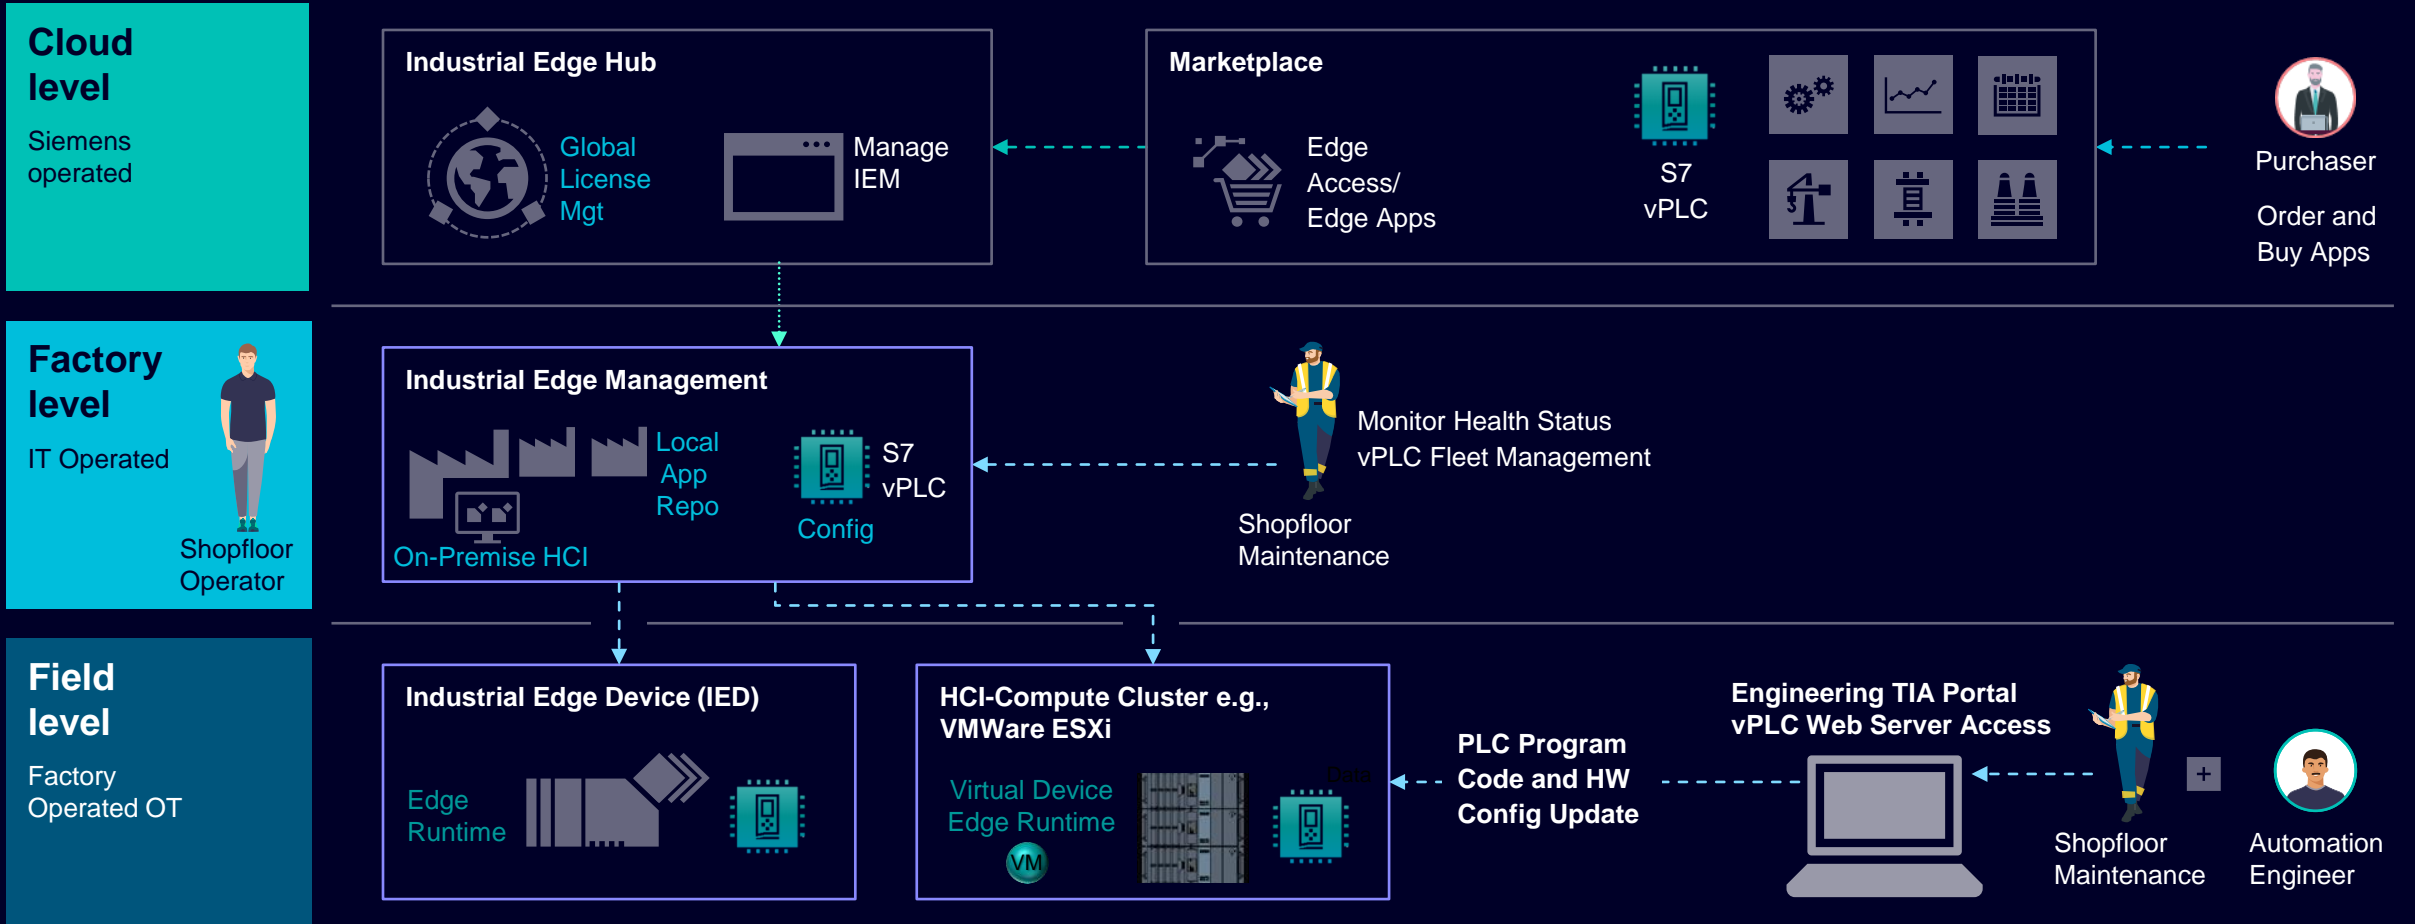 Cloud
level
Siemens
operated
Industrial Edge Hub
Global
License
Mgt
Manage
IEM
Marketplace
Edge
Access/
Edge Apps
S7
vPLC
Purchaser
Order and
Buy Apps
Factory
level
IT Operated
Shopfloor
Operator
Industrial Edge Management
Local
App
Repo
On-Premise HCI
S7
vPLC
Config
Monitor Health Status
vPLC Fleet Management
Shopfloor
Maintenance
Field
level
Factory
Operated OT
Industrial Edge Device (IED)
Edge
Runtime
HCI-Compute Cluster e.g.,
VMWare ESXi
Virtual Device
Edge Runtime
VM
Data
PLC Program
Code and HW
Config Update
Engineering TIA Portal
vPLC Web Server Access
Shopfloor
Maintenance
+
Automation
Engineer